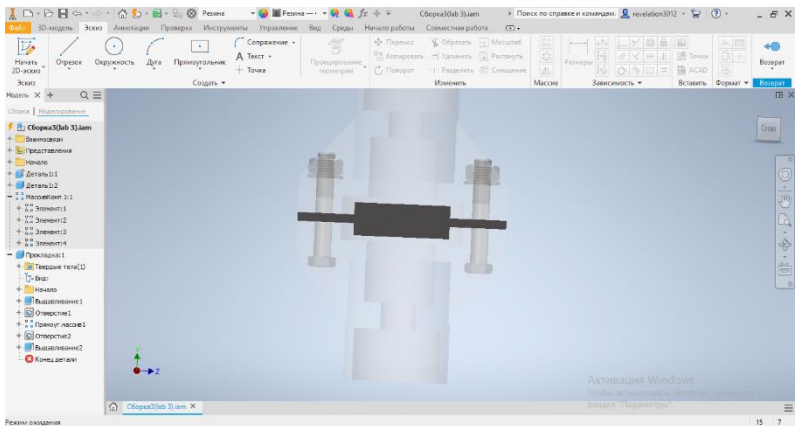 Резина
Резина
Сборка3(lab 3).iam
Поиск по справке и командам.
revelation3012
Файл 3D-модель Эскиз Аннотации Проверка Инструменты Управление Вид Среды Начало работы Совместная работа
Начать 2D-эскиз
Отрезок
Окружность
Дуга
Прямоугольник
Сопряжение
Текст
Точка
Проецирование геометрии
Перенос
Обрезать
Масштаб
Копировать
Удлинить
Растянуть
Поворот
Разделить
Смещение
Размеры
Точки
ACAD
Возврат
Эскиз
Создать
Изменить
Массив
Зависимость
Вставить
Формат
Возврат
Модель
Сборка Моделирование
Сборка3(lab 3).iam
Взаимосвязи
Представления
Начало
Деталь1:1
Деталь1:2
МассивКомп 1:1
Элемент:1
Элемент:2
Элемент:3
Элемент:4
Прокладка:1
Твердые тела(1)
Вид:
Начало
Выдавливание1
Отверстие1
Прямоуг.массив1
Отверстие2
Выдавливание2
Конец детали
Y
Z
Активация Windows
Сборка3(lab 3).iam
Режим ожидания
15 7